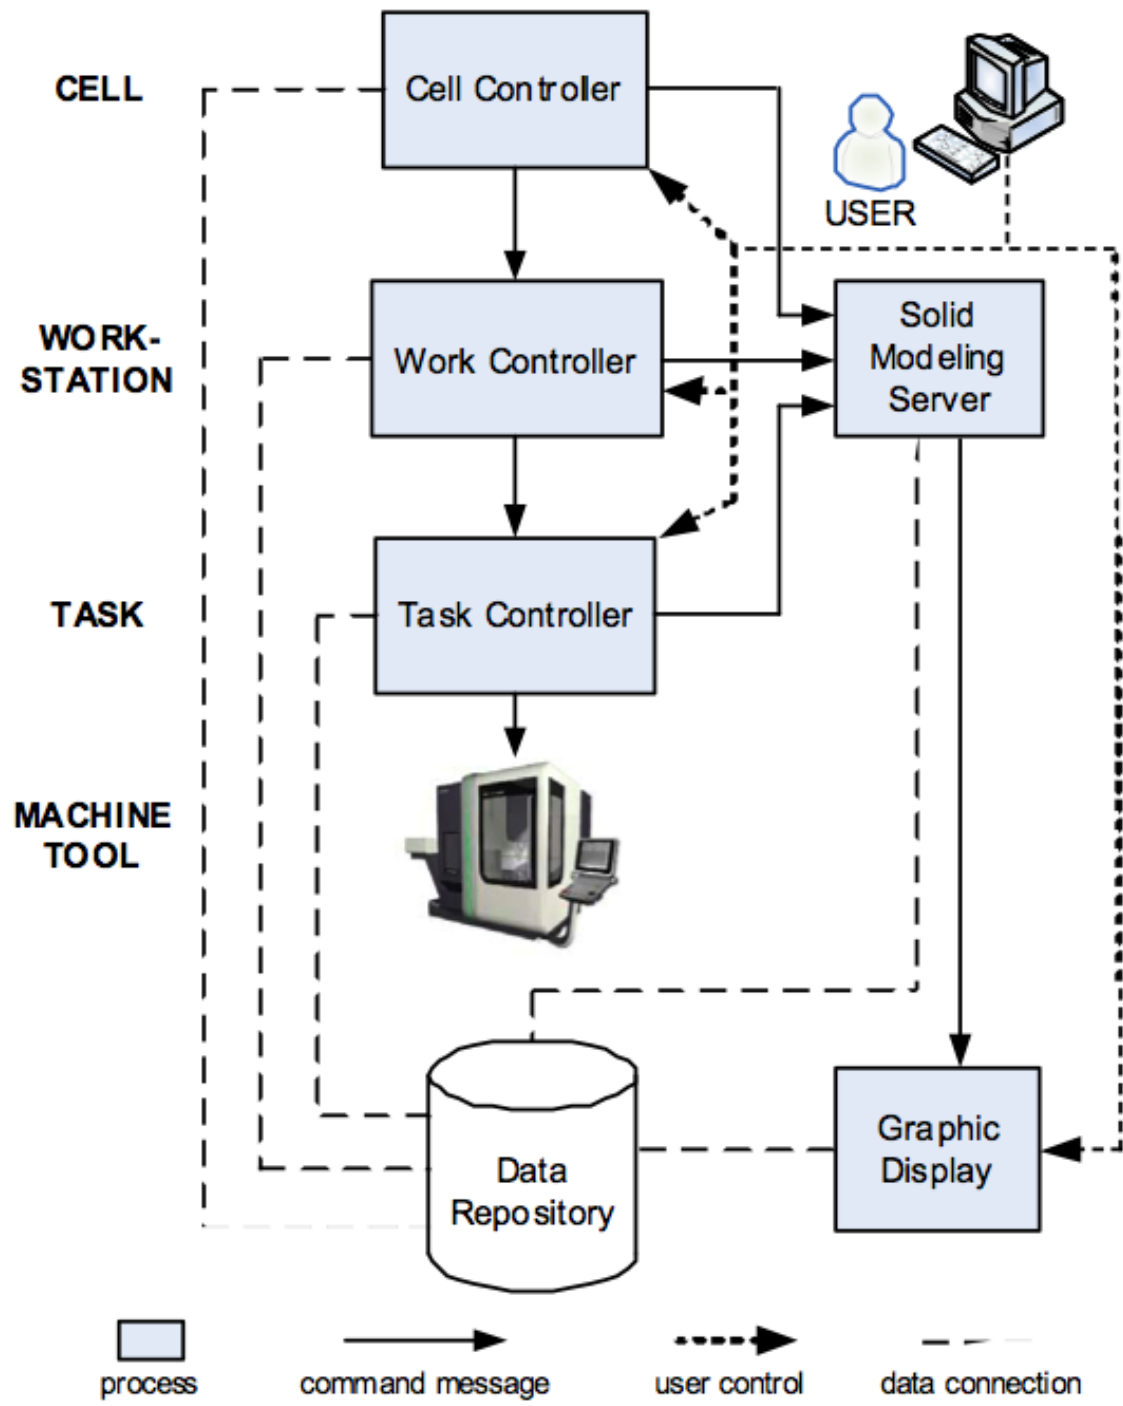 CELL
Cell Controller
USER
WORK-
STATION
Work Controller
Solid
Modeling
Server
TASK
Task Controller
MACHINE
TOOL
Data
Repository
Graphic
Display
process
command message
user control
data connection